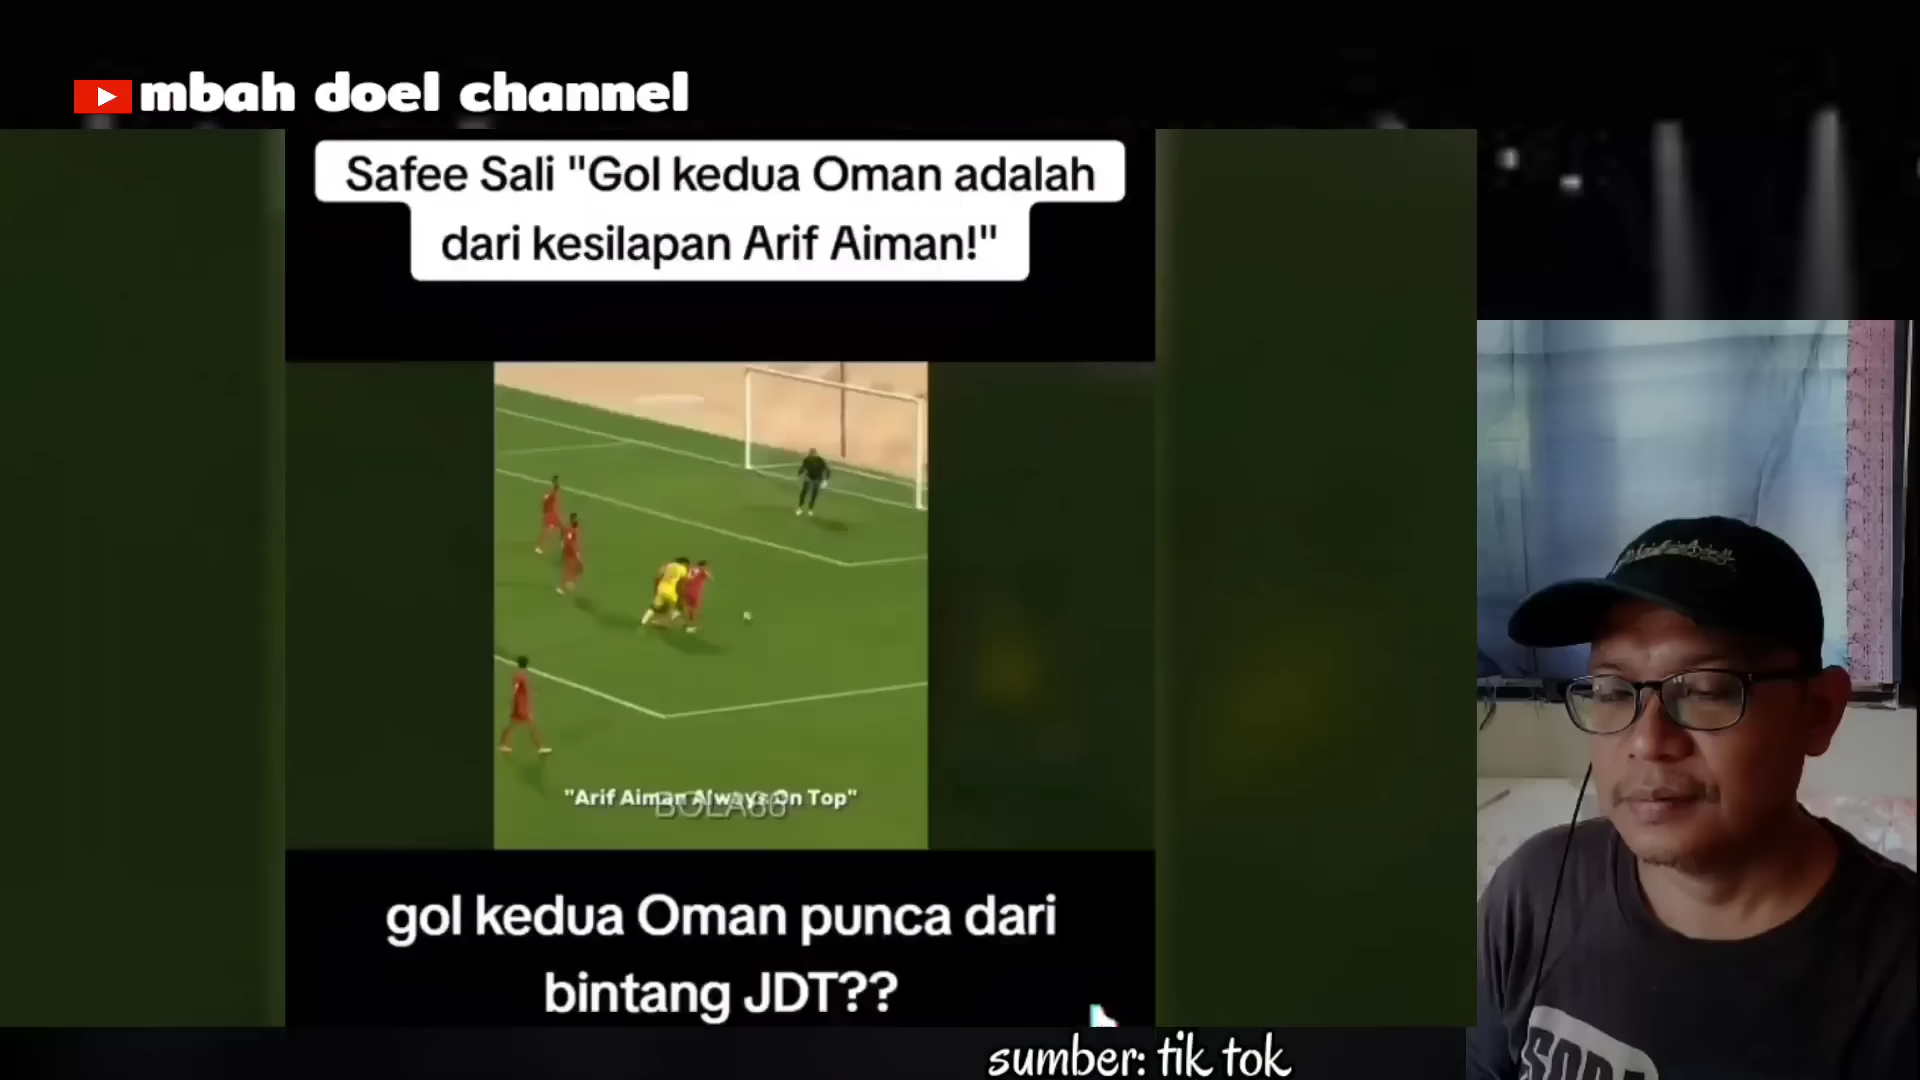 mbah doel channel
Safee Sali "Gol kedua Oman adalah
dari kesilapan Arif Aiman!"
"Arif Aiman Always On Top"
BOLA66
gol kedua Oman punca dari
bintang JDT??
sumber: tik tok